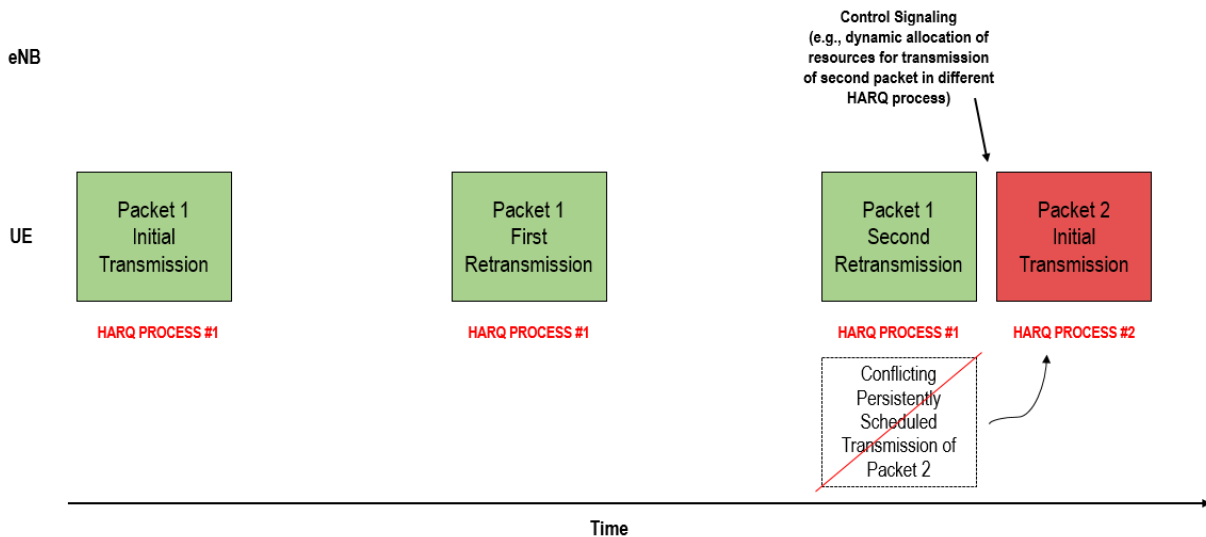 Control Signaling
(e.g., dynamic allocation of
resources for transmission
of second packet in different
HARQ process)
eNB
UE
Packet 1
Initial
Transmission
Packet 1
First
Retransmission
Packet 1
Second
Retransmission
Packet 2
Initial
Transmission
HARQ PROCESS #1
HARQ PROCESS #1
HARQ PROCESS #1
HARQ PROCESS #2
Conflicting
Persistently
Scheduled
Transmission of
Packet 2
Time